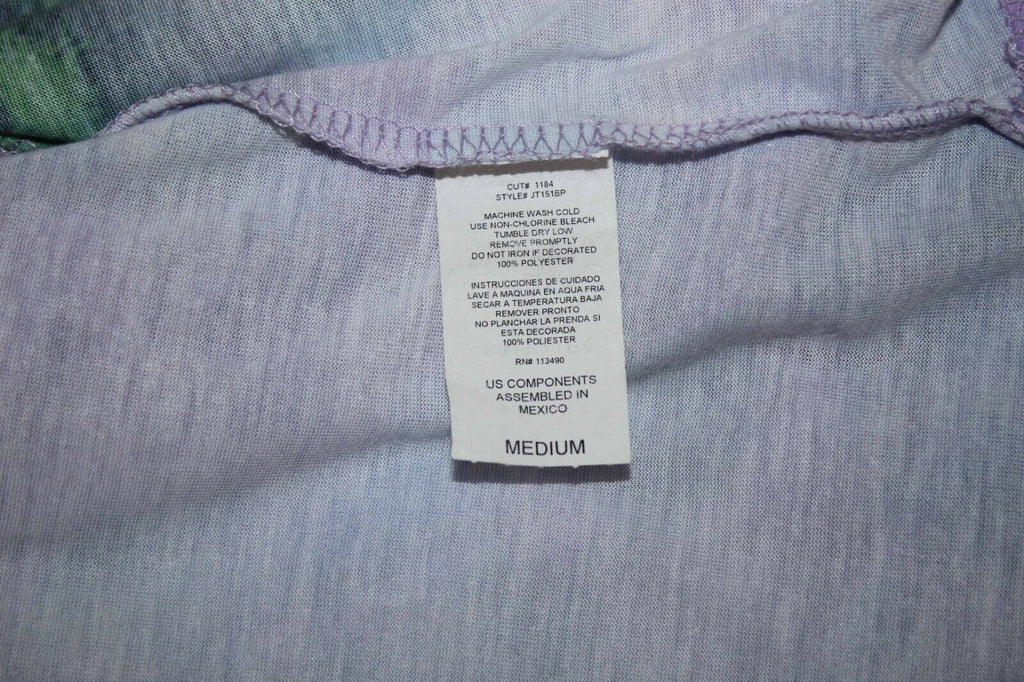 CUT# 1184
STYLE# JT151BP
MACHINE WASH COLD
USE NON-CHLORINE BLEACH
TUMBLE DRY LOW
REMOVE PROMPTLY
DO NOT IRON IF DECORATED
100% POLYESTER
INSTRUCCIONES DE CUIDADO
LAVE A MAQUINA EN AQUA FRIA
SECAR A TEMPERATURA BAJA
REMOVER PRONTO
NO PLANCHAR LA PRENDA SI
ESTA DECORADA
100% POLIESTER
RN# 113490
US COMPONENTS
ASSEMBLED IN
MEXICO
MEDIUM